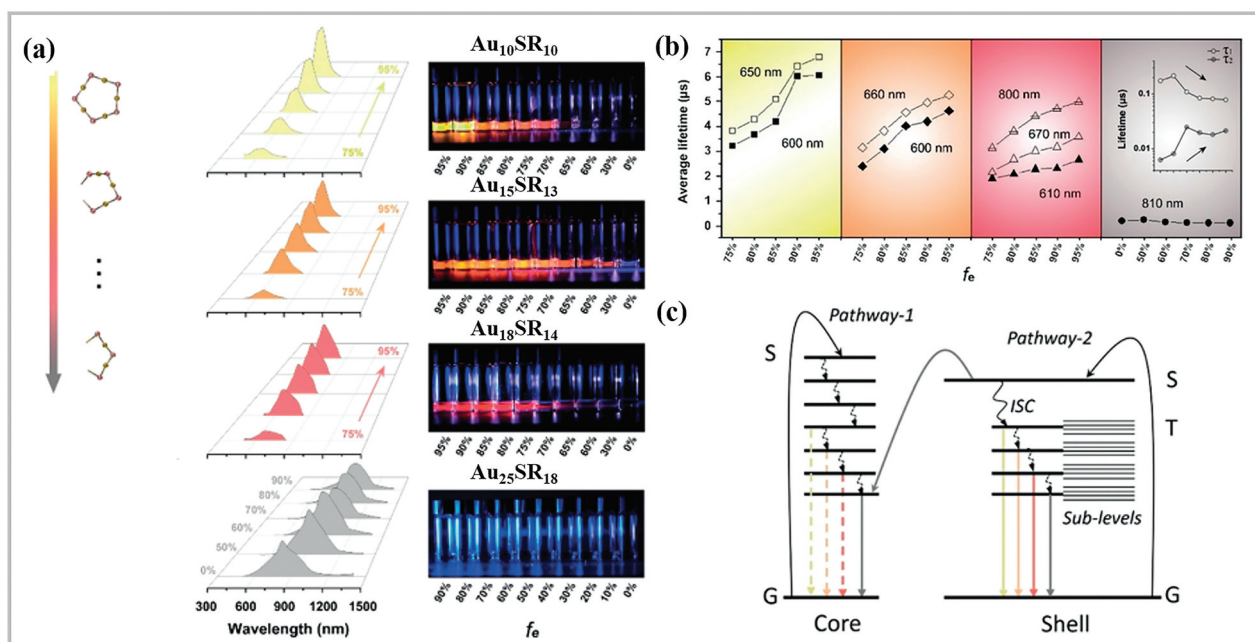 (a)
95%
75%
95%
75%
95%
75%
90%
80%
70%
60%
50%
0%
300 600 900 1200 1500
Wavelength (nm)
Au₁₀SR₁₀
95% 90% 85% 80% 75% 70% 65% 60% 30% 0%
Au₁₅SR₁₃
95% 90% 85% 80% 75% 70% 65% 60% 30% 0%
Au₁₈SR₁₄
95% 90% 85% 80% 75% 70% 65% 60% 30% 0%
Au₂₅SR₁₈
90% 80% 70% 60% 50% 40% 30% 20% 10% 0%
fₑ
(b)
Average lifetime (μs)
7
6
5
4
3
2
1
0
650 nm
600 nm
660 nm
600 nm
800 nm
670 nm
610 nm
τ₁
τ₂
Lifetime (μs)
0.1
0.01
810 nm
75% 80% 85% 90% 95% 75% 80% 85% 90% 95% 75% 80% 85% 90% 95% 0% 50% 60% 70% 80% 90%
fₑ
(c)
Pathway-1
Pathway-2
S
S
ISC
T
Sub-levels
G
G
Core
Shell